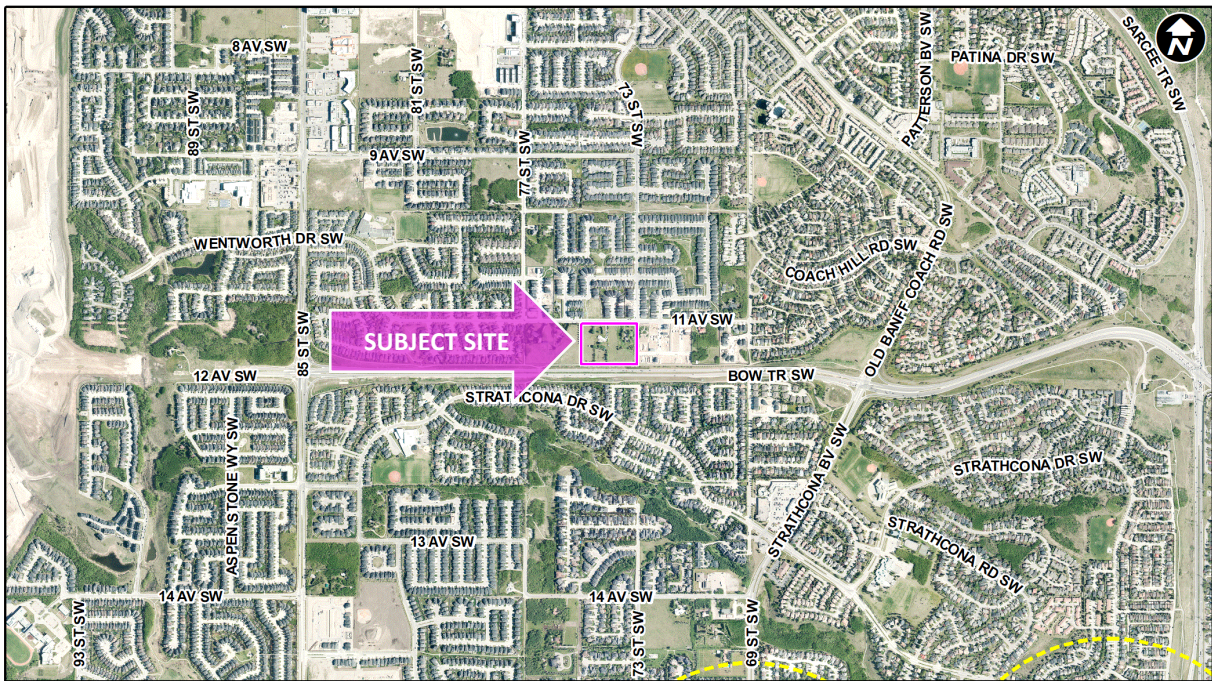 8 AV SW
81 ST SW
73 ST SW
PATTERSON BV SW
PATINA DR SW
SARCEE TR SW
N
89 ST SW
9 AV SW
77 ST SW
WENTWORTH DR SW
COACH HILL RD SW
OLD BANFF COACH RD SW
85 ST SW
SUBJECT SITE
11 AV SW
12 AV SW
BOW TR SW
STRATHCONA DR SW
ASPEN STONE WY SW
STRATHCONA BV SW
STRATHCONA DR SW
13 AV SW
STRATHCONA RD SW
14 AV SW
14 AV SW
93 ST SW
73 ST SW
69 ST SW